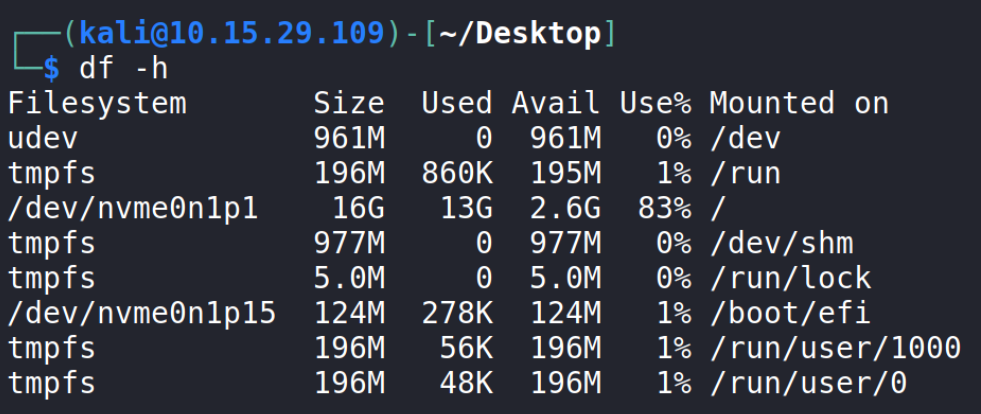 ┌──(kali@10.15.29.109)-[~/Desktop]
└─$ df -h
Filesystem       Size  Used Avail Use% Mounted on
udev             961M     0  961M   0% /dev
tmpfs            196M  860K  195M   1% /run
/dev/nvme0n1p1    16G   13G  2.6G  83% /
tmpfs            977M     0  977M   0% /dev/shm
tmpfs            5.0M     0  5.0M   0% /run/lock
/dev/nvme0n1p15  124M  278K  124M   1% /boot/efi
tmpfs            196M   56K  196M   1% /run/user/1000
tmpfs            196M   48K  196M   1% /run/user/0